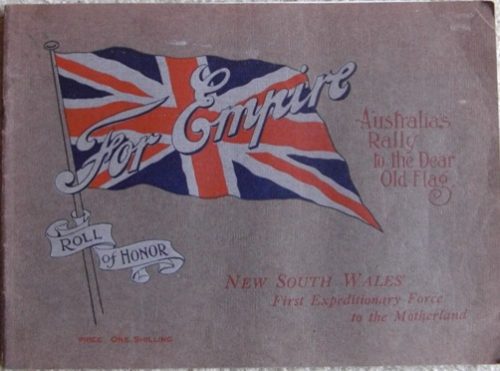 For Empire
Australia's
Rally
to the Dear
Old Flag
ROLL
of HONOR
NEW SOUTH WALES'
First Expeditionary Force
to the Motherland
PRICE ONE SHILLING